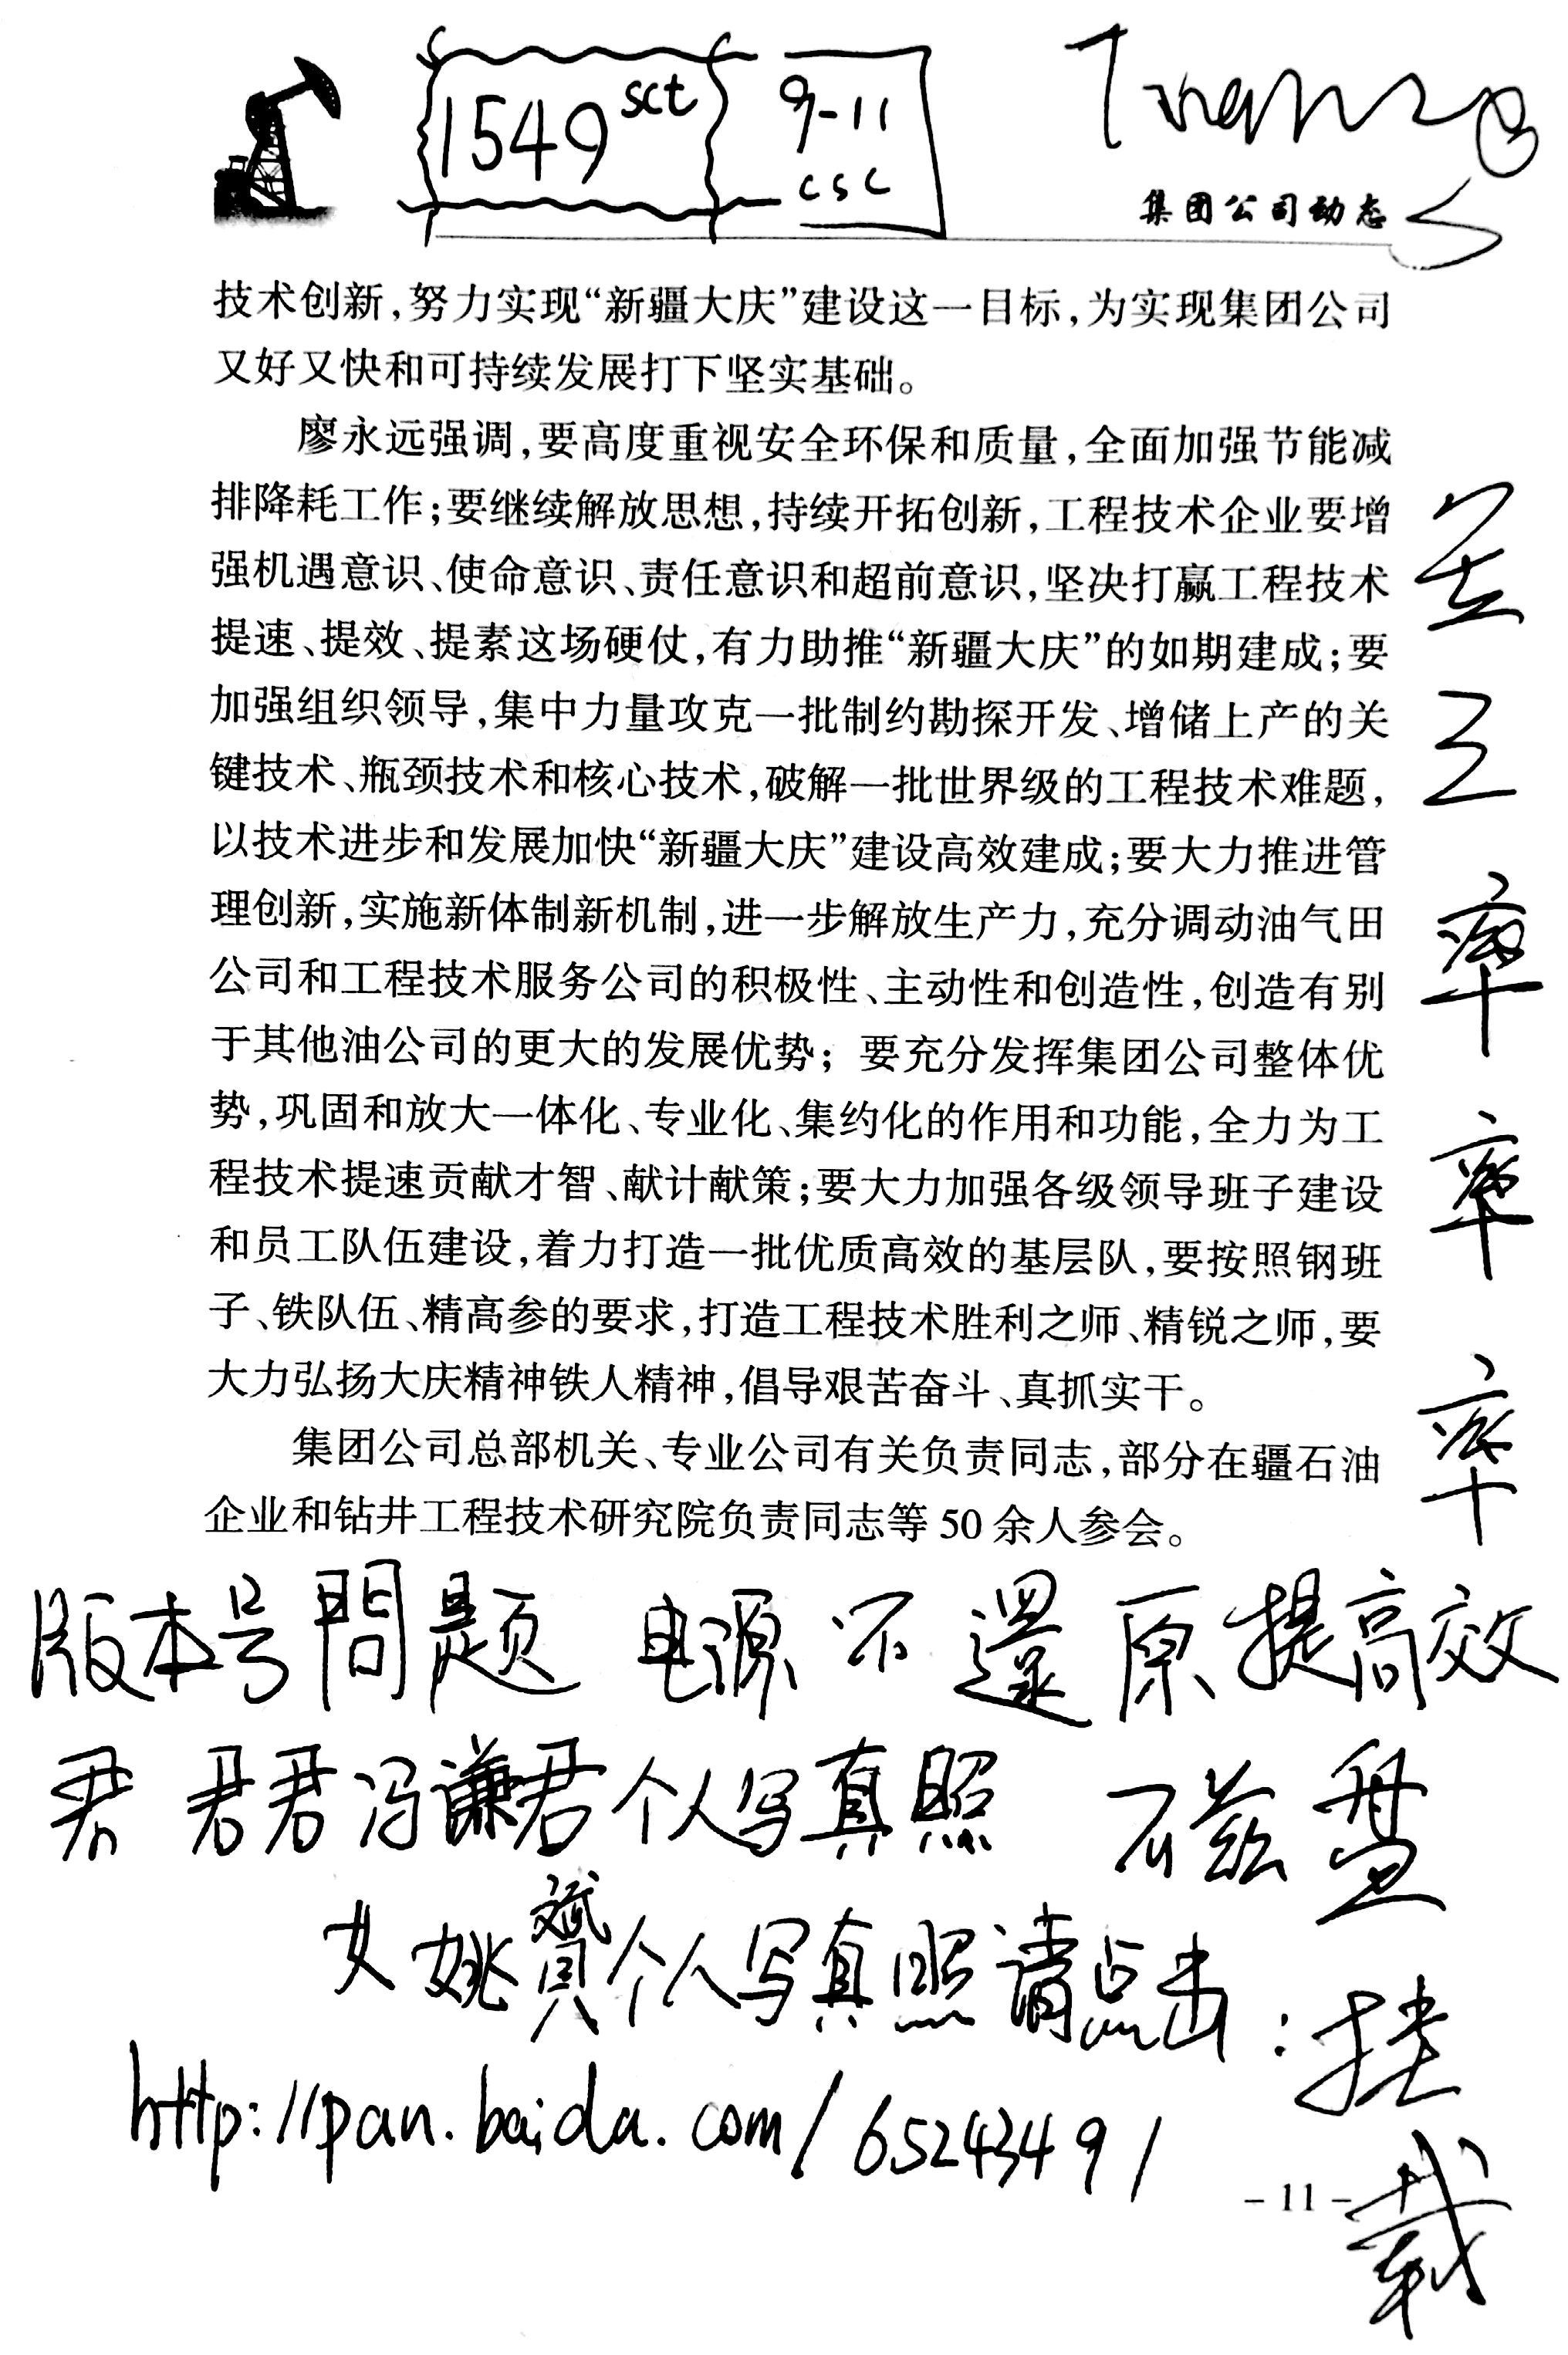 1549 sct
9-11
csc
集团公司动态
技术创新,努力实现“新疆大庆”建设这一目标,为实现集团公司
又好又快和可持续发展打下坚实基础。
廖永远强调,要高度重视安全环保和质量,全面加强节能减
排降耗工作;要继续解放思想,持续开拓创新,工程技术企业要增
强机遇意识、使命意识、责任意识和超前意识,坚决打赢工程技术
提速、提效、提素这场硬仗,有力助推“新疆大庆”的如期建成;要
加强组织领导,集中力量攻克一批制约勘探开发、增储上产的关
键技术、瓶颈技术和核心技术,破解一批世界级的工程技术难题,
以技术进步和发展加快“新疆大庆”建设高效建成;要大力推进管
理创新,实施新体制新机制,进一步解放生产力,充分调动油气田
公司和工程技术服务公司的积极性、主动性和创造性,创造有别
于其他油公司的更大的发展优势;要充分发挥集团公司整体优
势,巩固和放大一体化、专业化、集约化的作用和功能,全力为工
程技术提速贡献才智、献计献策;要大力加强各级领导班子建设
和员工队伍建设,着力打造一批优质高效的基层队,要按照钢班
子、铁队伍、精高参的要求,打造工程技术胜利之师、精锐之师,要
大力弘扬大庆精神铁人精神,倡导艰苦奋斗、真抓实干。
集团公司总部机关、专业公司有关负责同志,部分在疆石油
企业和钻井工程技术研究院负责同志等50余人参会。
率
率
率
版本号問题 电源不還原提高效
君君君冯谦君个人写真照 磁盘
女姚赟个人写真照请点击:
挂
载
http://pan.baidu.com/65243491
- 11 -